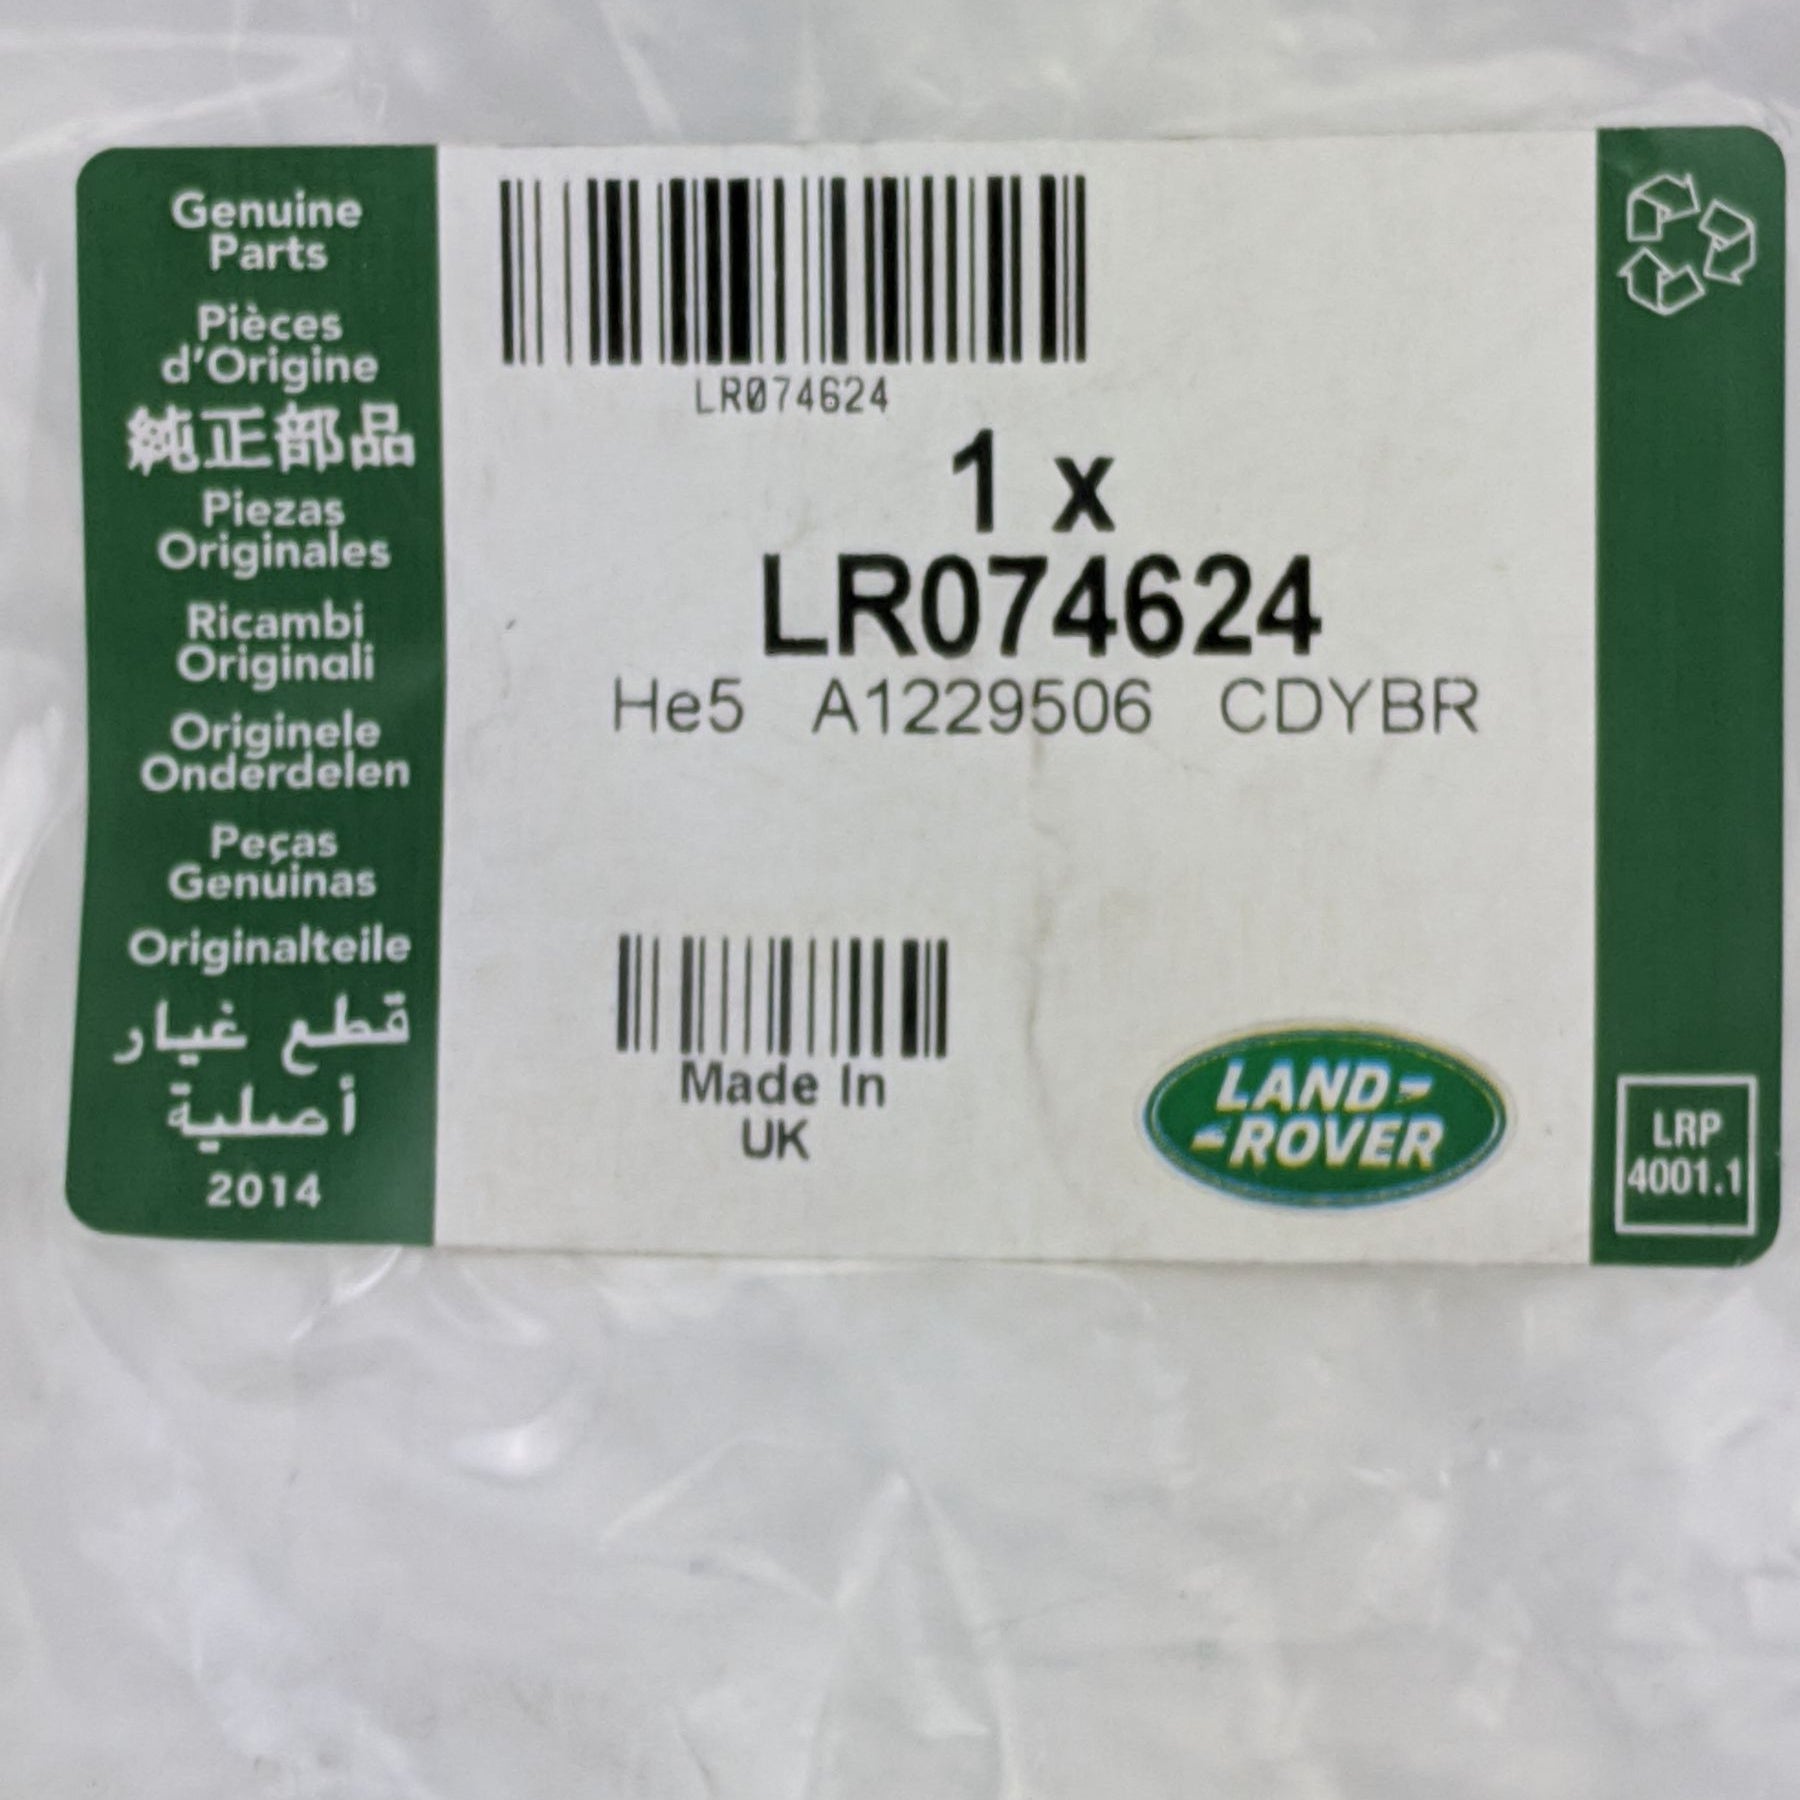 Genuine
Parts
Pièces
d'Origine
純正部品
Piezas
Originales
Ricambi
Originali
Originele
Onderdelen
Peças
Genuinas
Originalteile
قطع غيار
أصلية
2014
LR074624
1 x
LR074624
He5 A1229506 CDYBR
Made In
UK
LAND-
-ROVER
LRP
4001.1